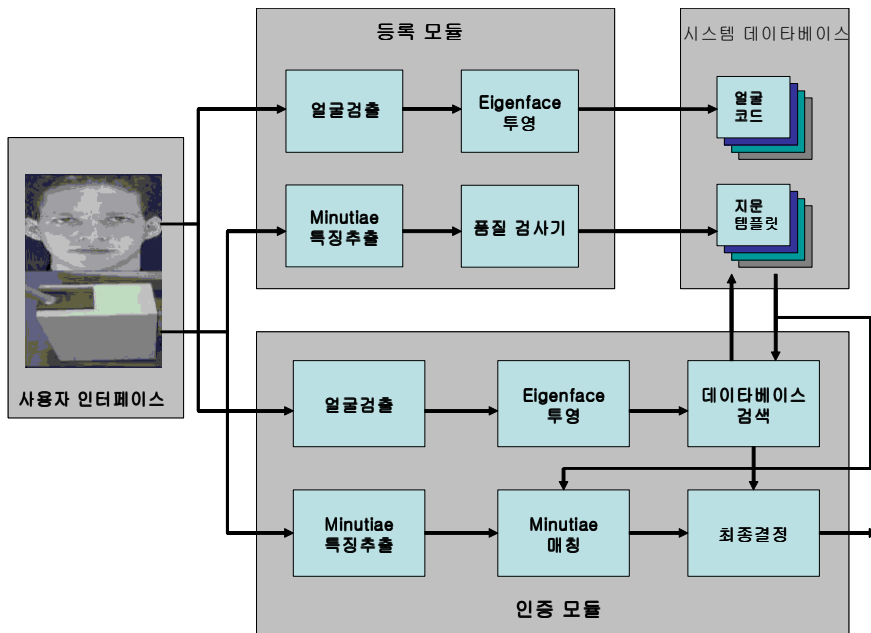 등록 모듈
시스템 데이타베이스
얼굴검출
Eigenface
투영
얼굴
코드
Minutiae
특징추출
품질 검사기
지문
템플릿
사용자 인터페이스
얼굴검출
Eigenface
투영
데이타베이스
검색
Minutiae
특징추출
Minutiae
매칭
최종결정
인증 모듈